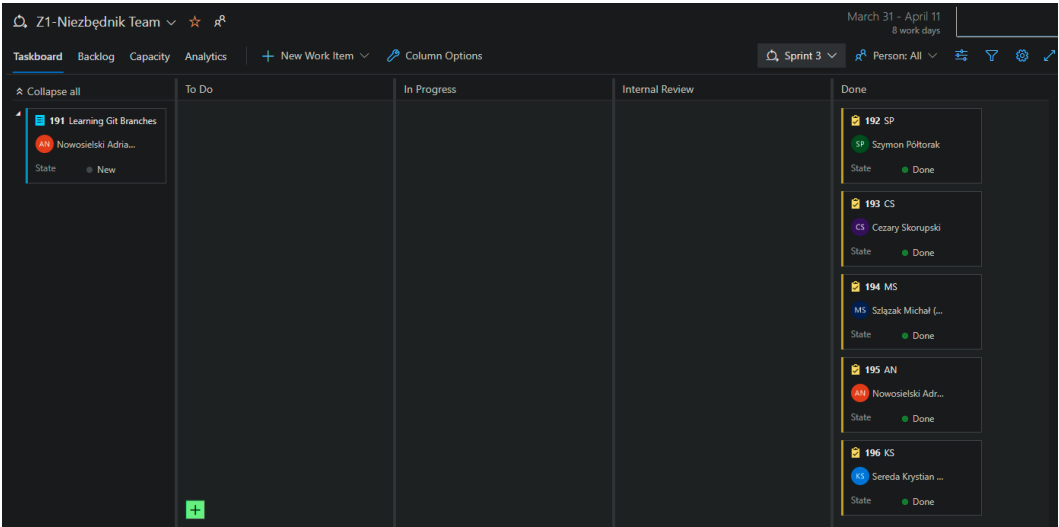 Z1-Niezbędnik Team
March 31 - April 11
8 work days
Taskboard Backlog Capacity Analytics New Work Item Column Options Sprint 3 Person: All
Collapse all To Do In Progress Internal Review Done
191 Learning Git Branches
AN Nowosielski Adria...
State New
192 SP
SP Szymon Półtorak
State Done
193 CS
CS Cezary Skorupski
State Done
194 MS
MS Szlązak Michał (...
State Done
195 AN
AN Nowosielski Adr...
State Done
196 KS
KS Sereda Krystian ...
State Done